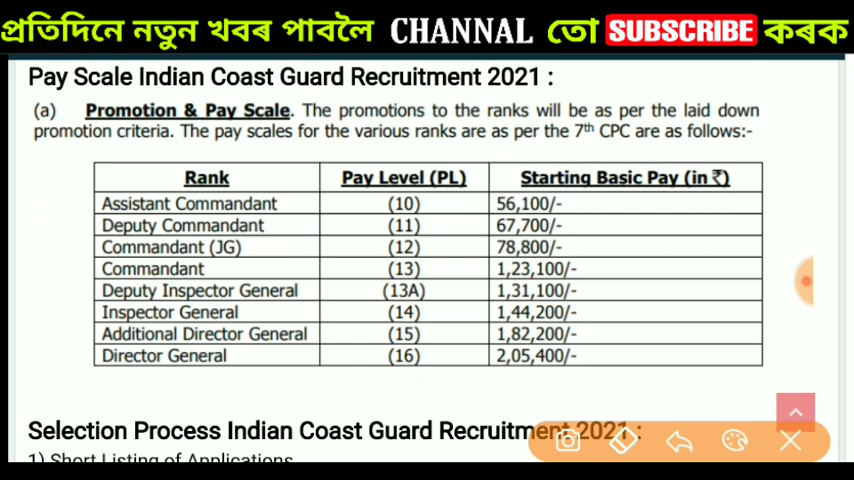 প্ৰতিদিনে নতুন খবৰ পাবলৈ CHANNAL তো SUBSCRIBE কৰক
Pay Scale Indian Coast Guard Recruitment 2021 :
(a) Promotion & Pay Scale. The promotions to the ranks will be as per the laid down
promotion criteria. The pay scales for the various ranks are as per the 7th CPC are as follows:-
Rank Pay Level (PL) Starting Basic Pay (in ₹)
Assistant Commandant (10) 56,100/-
Deputy Commandant (11) 67,700/-
Commandant (JG) (12) 78,800/-
Commandant (13) 1,23,100/-
Deputy Inspector General (13A) 1,31,100/-
Inspector General (14) 1,44,200/-
Additional Director General (15) 1,82,200/-
Director General (16) 2,05,400/-
Selection Process Indian Coast Guard Recruitment 2021 :
1) Short Listing of Applications